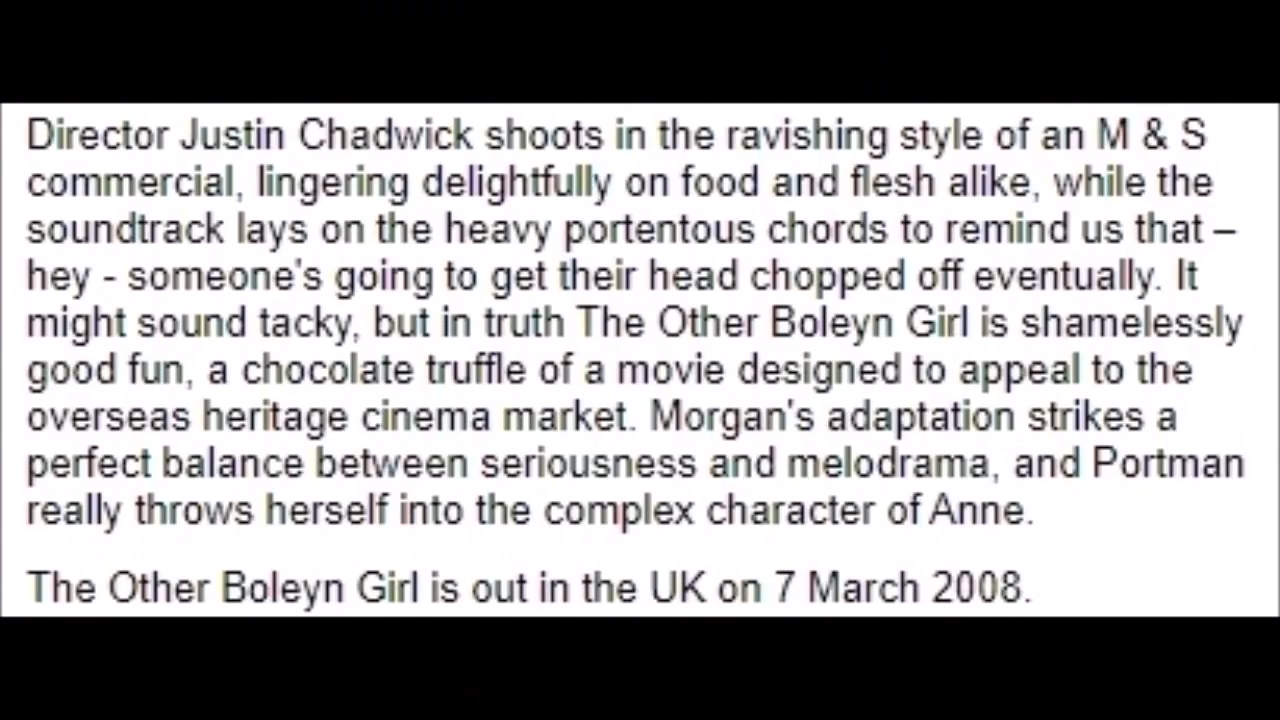 Director Justin Chadwick shoots in the ravishing style of an M & S
commercial, lingering delightfully on food and flesh alike, while the
soundtrack lays on the heavy portentous chords to remind us that –
hey - someone's going to get their head chopped off eventually. It
might sound tacky, but in truth The Other Boleyn Girl is shamelessly
good fun, a chocolate truffle of a movie designed to appeal to the
overseas heritage cinema market. Morgan's adaptation strikes a
perfect balance between seriousness and melodrama, and Portman
really throws herself into the complex character of Anne.
The Other Boleyn Girl is out in the UK on 7 March 2008.